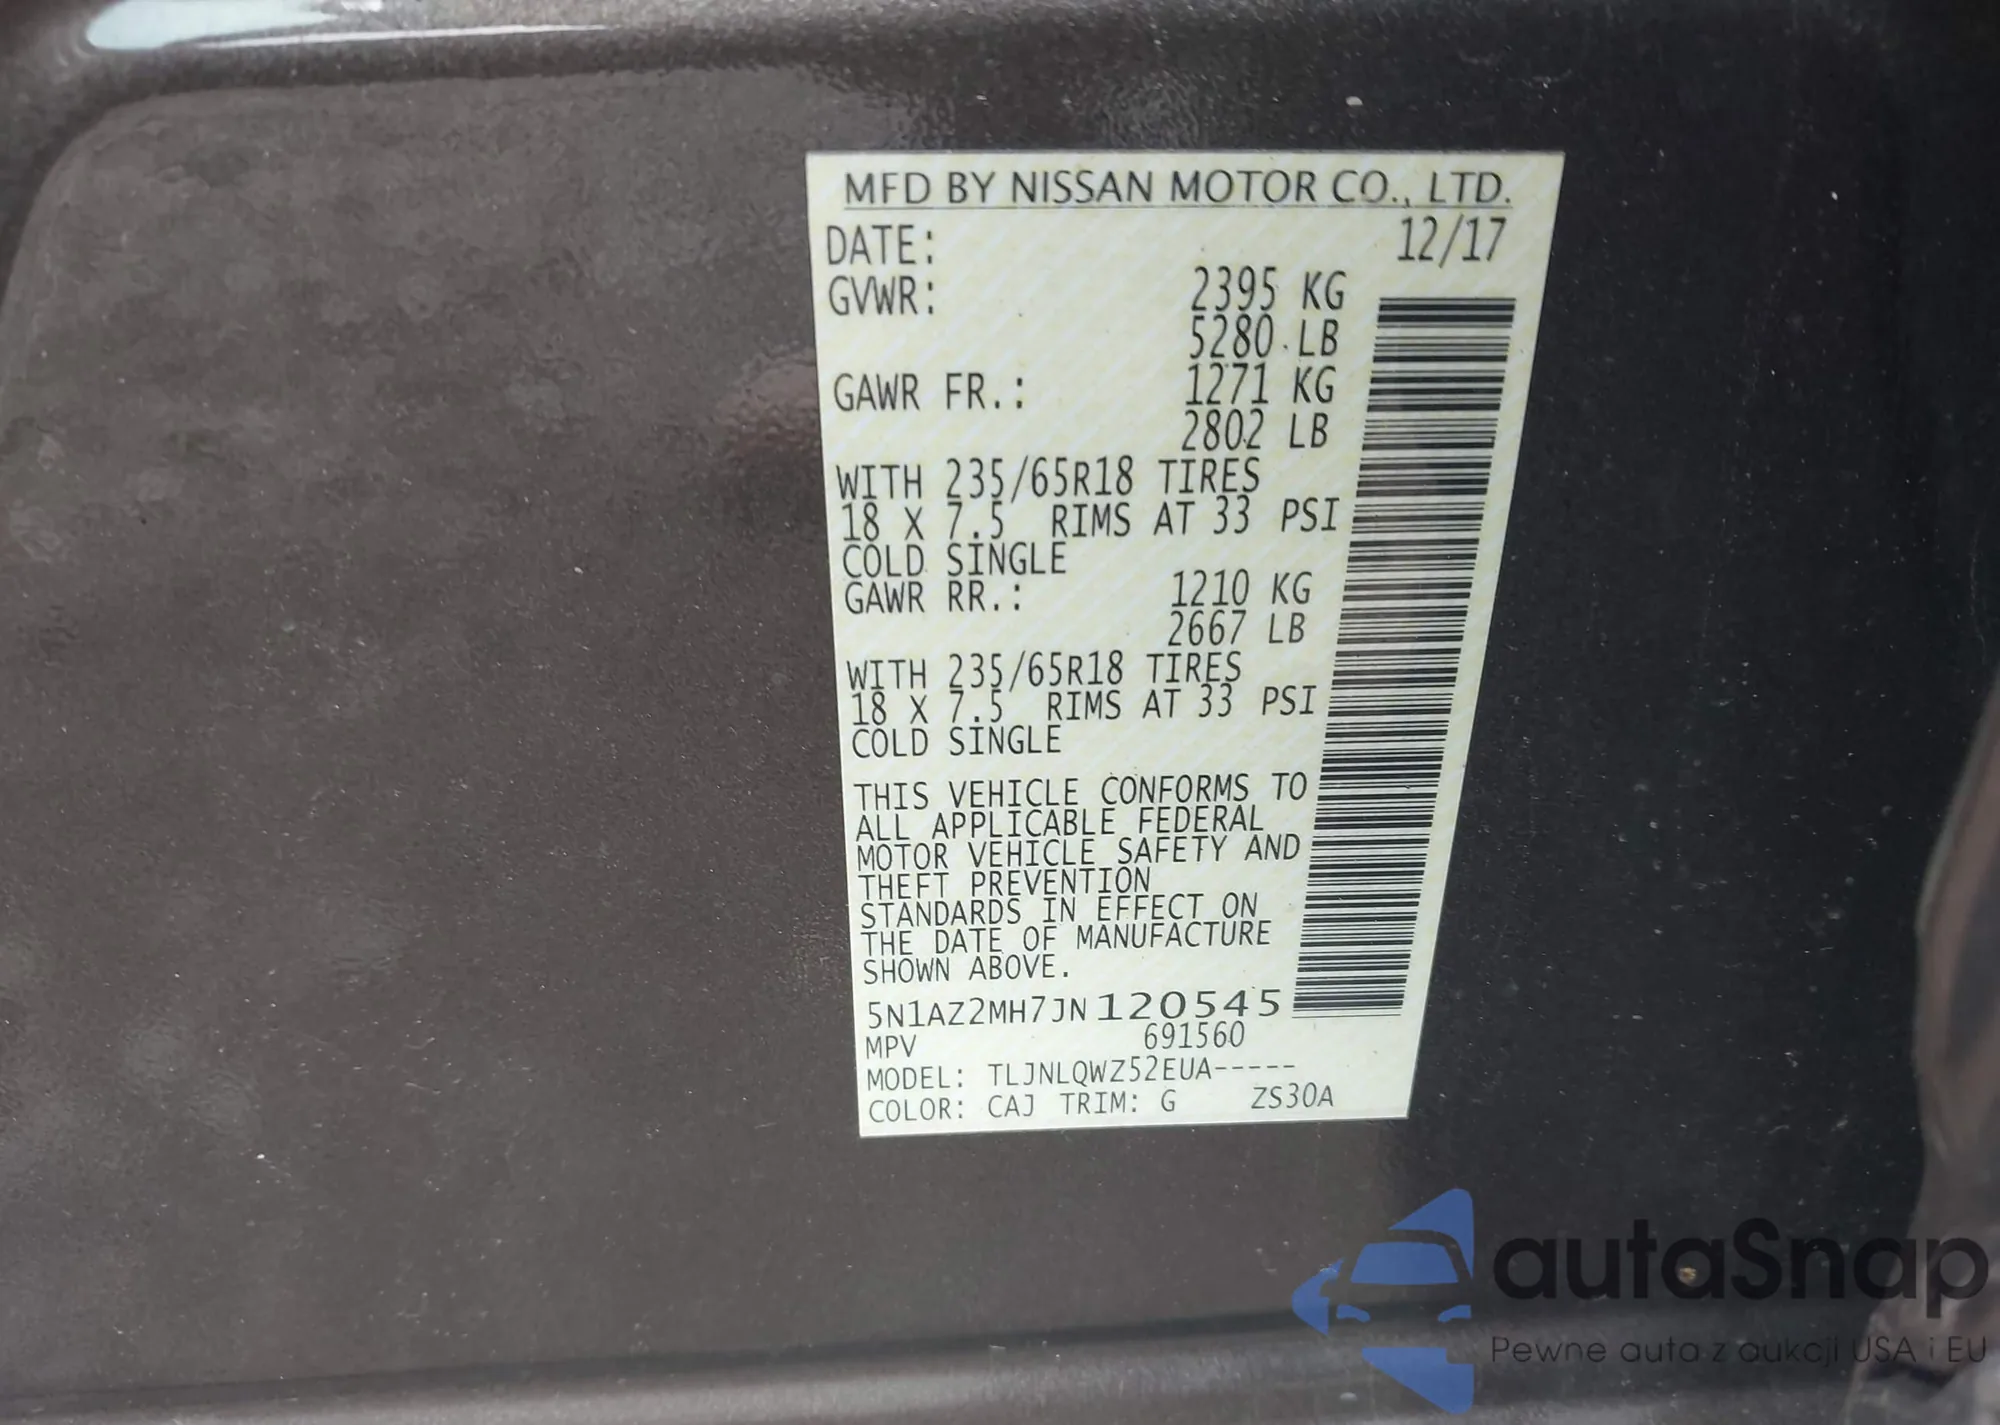 MFD BY NISSAN MOTOR CO., LTD.
DATE: 12/17
GVWR: 2395 KG
5280 LB
GAWR FR.: 1271 KG
2802 LB
WITH 235/65R18 TIRES
18 X 7.5 RIMS AT 33 PSI
COLD SINGLE
GAWR RR.: 1210 KG
2667 LB
WITH 235/65R18 TIRES
18 X 7.5 RIMS AT 33 PSI
COLD SINGLE
THIS VEHICLE CONFORMS TO
ALL APPLICABLE FEDERAL
MOTOR VEHICLE SAFETY AND
THEFT PREVENTION
STANDARDS IN EFFECT ON
THE DATE OF MANUFACTURE
SHOWN ABOVE.
5N1AZ2MH7JN120545
MPV 691560
MODEL: TLJNLQWZ52EUA-----
COLOR: CAJ TRIM: G ZS30A
autaSnap
Pewne auta z aukcji USA i EU